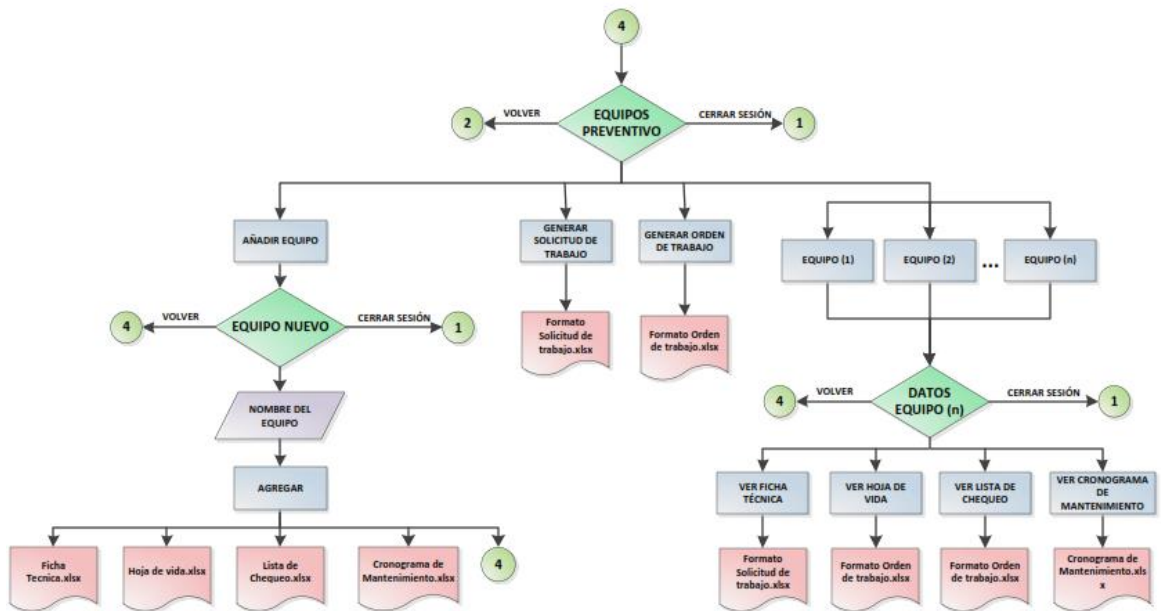 4
2
VOLVER
EQUIPOS
PREVENTIVO
CERRAR SESIÓN
1
AÑADIR EQUIPO
GENERAR
SOLICITUD DE
TRABAJO
GENERAR ORDEN
DE TRABAJO
EQUIPO (1)
EQUIPO (2)
...
EQUIPO (n)
4
VOLVER
EQUIPO NUEVO
CERRAR SESIÓN
1
Formato
Solicitud de
trabajo.xlsx
Formato Orden
de trabajo.xlsx
4
VOLVER
DATOS
EQUIPO (n)
CERRAR SESIÓN
1
NOMBRE DEL
EQUIPO
AGREGAR
VER FICHA
TÉCNICA
VER HOJA DE
VIDA
VER LISTA DE
CHEQUEO
VER CRONOGRAMA
DE
MANTENIMIENTO
Ficha
Tecnica.xlsx
Hoja de vida.xlsx
Lista de
Chequeo.xlsx
Cronograma de
Mantenimiento.xlsx
4
Formato
Solicitud de
trabajo.xlsx
Formato Orden
de trabajo.xlsx
Formato Orden
de trabajo.xlsx
Cronograma de
Mantenimiento.xls
x